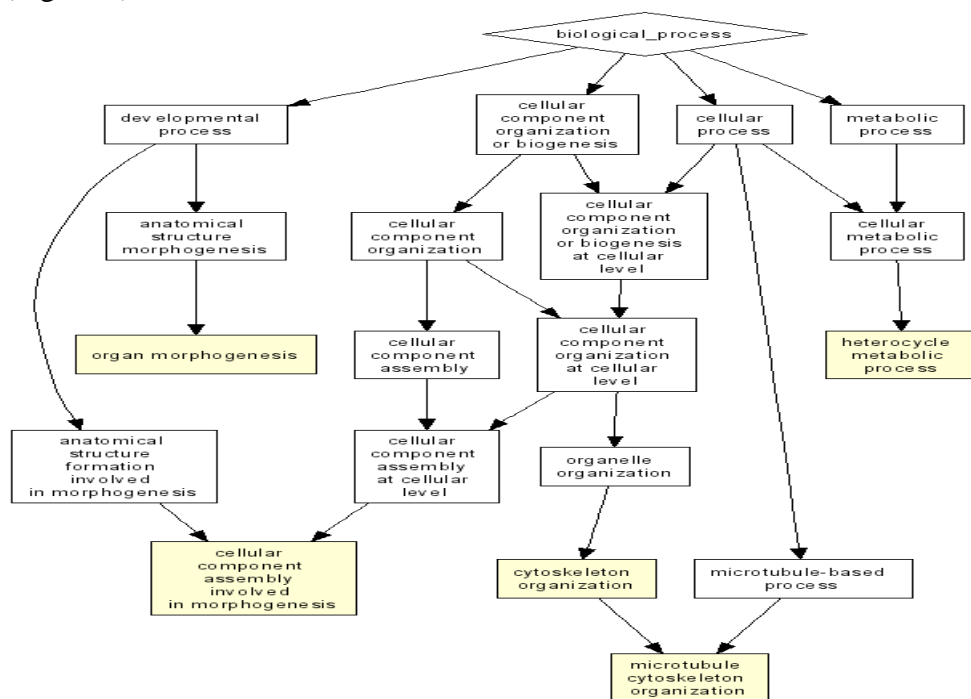 biological_process
developmental
process
cellular
component
organization
or biogenesis
cellular
process
metabolic
process
anatomical
structure
morphogenesis
cellular
component
organization
cellular
component
organization
or biogenesis
at cellular
level
cellular
metabolic
process
organ morphogenesis
cellular
component
assembly
cellular
component
organization
at cellular
level
heterocycle
metabolic
process
anatomical
structure
formation
involved
in morphogenesis
cellular
component
assembly
at cellular
level
organelle
organization
cellular
component
assembly
involved
in morphogenesis
cytoskeleton
organization
microtubule-based
process
microtubule
cytoskeleton
organization